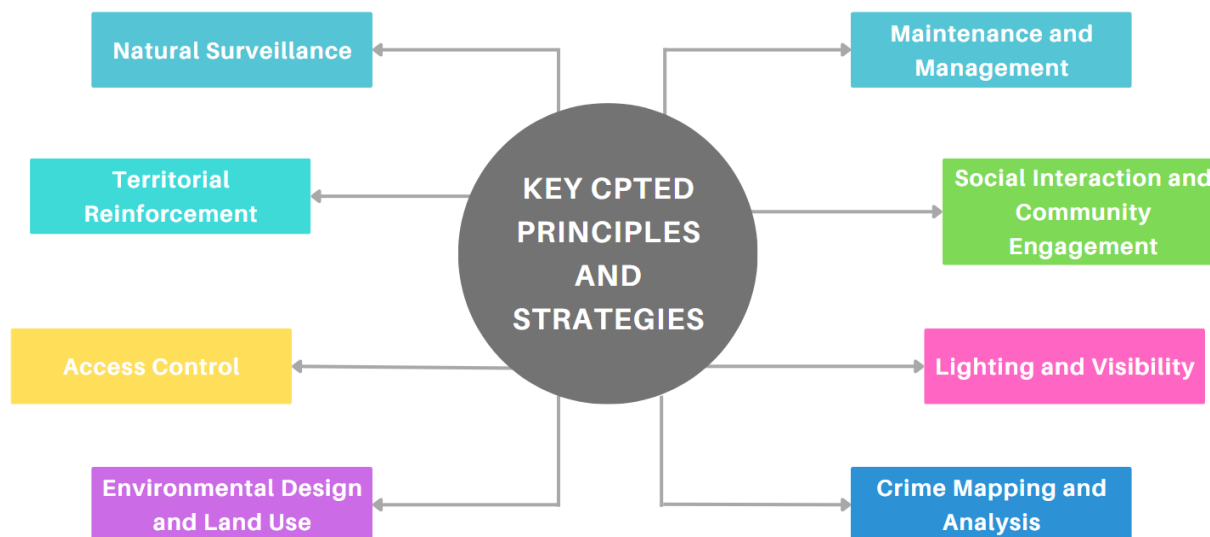 Natural Surveillance
Maintenance and
Management
Territorial
Reinforcement
KEY CPTED
PRINCIPLES
AND
STRATEGIES
Social Interaction and
Community
Engagement
Access Control
Lighting and Visibility
Environmental Design
and Land Use
Crime Mapping and
Analysis